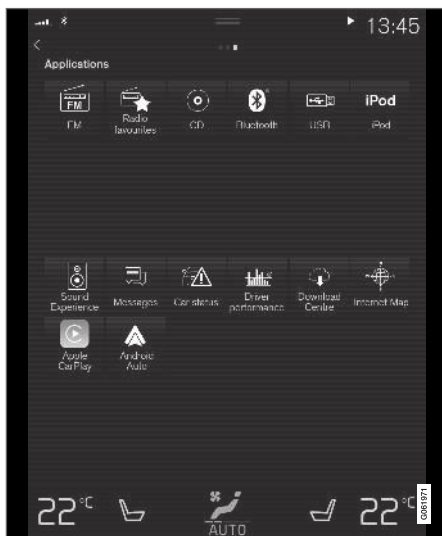 13:45
Applications
FM
iPod
FM
Radio
favourites
CD
Bluetooth
USB
iPod
Sound
Experience
Messages
Car status
Driver
performance
Download
Centre
Internet Map
Apple
CarPlay
Android
Auto
22°C
AUTO
22°C
G061971